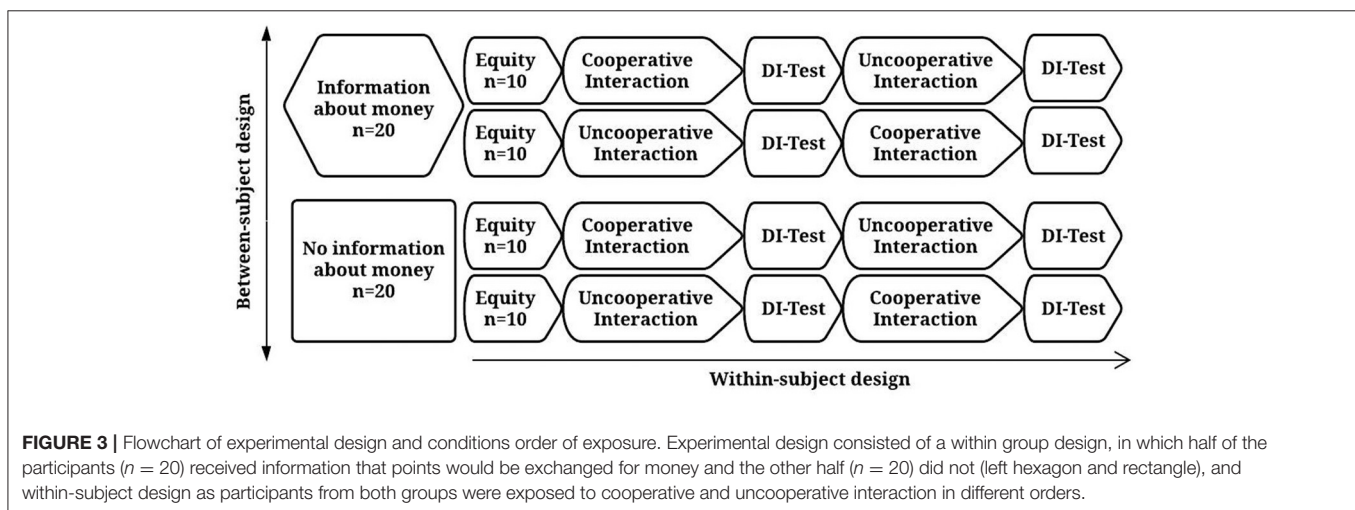 Between-subject design
Information
about money
n=20
Equity
n=10
Cooperative
Interaction
DI-Test
Uncooperative
Interaction
DI-Test
Equity
n=10
Uncooperative
Interaction
DI-Test
Cooperative
Interaction
DI-Test
No information
about money
n=20
Equity
n=10
Cooperative
Interaction
DI-Test
Uncooperative
Interaction
DI-Test
Equity
n=10
Uncooperative
Interaction
DI-Test
Cooperative
Interaction
DI-Test
Within-subject design
FIGURE 3 | Flowchart of experimental design and conditions order of exposure. Experimental design consisted of a within group design, in which half of the
participants (n = 20) received information that points would be exchanged for money and the other half (n = 20) did not (left hexagon and rectangle), and
within-subject design as participants from both groups were exposed to cooperative and uncooperative interaction in different orders.